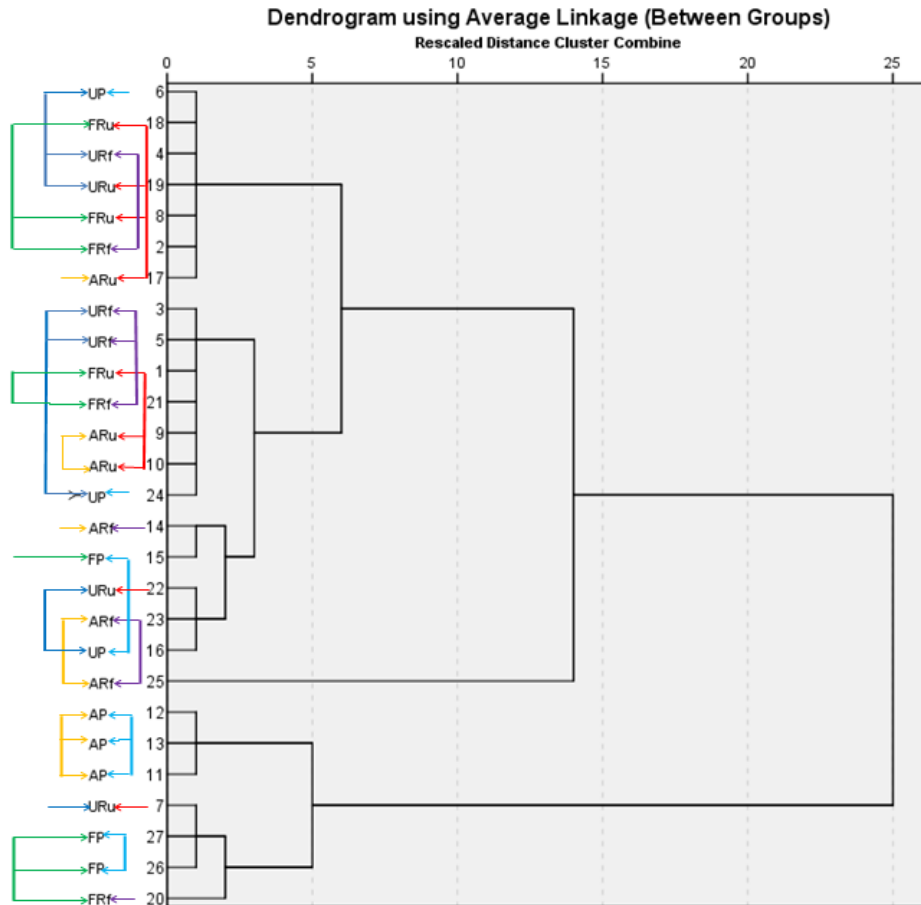 Dendrogram using Average Linkage (Between Groups)
Rescaled Distance Cluster Combine
0 5 10 15 20 25
UP 6
FRu 18
URf 4
URu 19
FRu 8
FRf 2
ARu 17
URf 3
URf 5
FRu 1
FRf 21
ARu 9
ARu 10
UP 24
ARf 14
FP 15
URu 22
ARf 23
UP 16
ARf 25
AP 12
AP 13
AP 11
URu 7
FP 27
FP 26
FRf 20